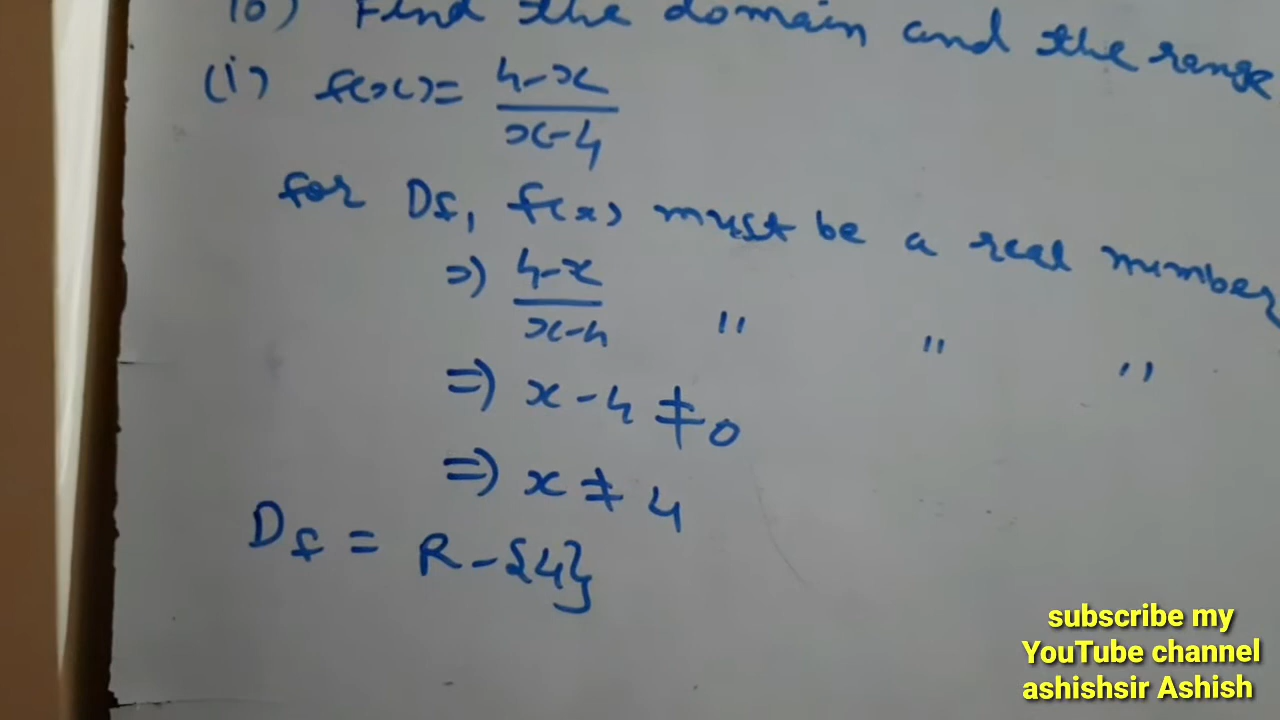 10) Find the domain and the range
(i) f(x) = 4-x / x-4
for Df, f(x) must be a real number
=> 4-x / x-4 " " "
=> x - 4 ≠ 0
=> x ≠ 4
Df = R - {4}
subscribe my
YouTube channel
ashishsir Ashish